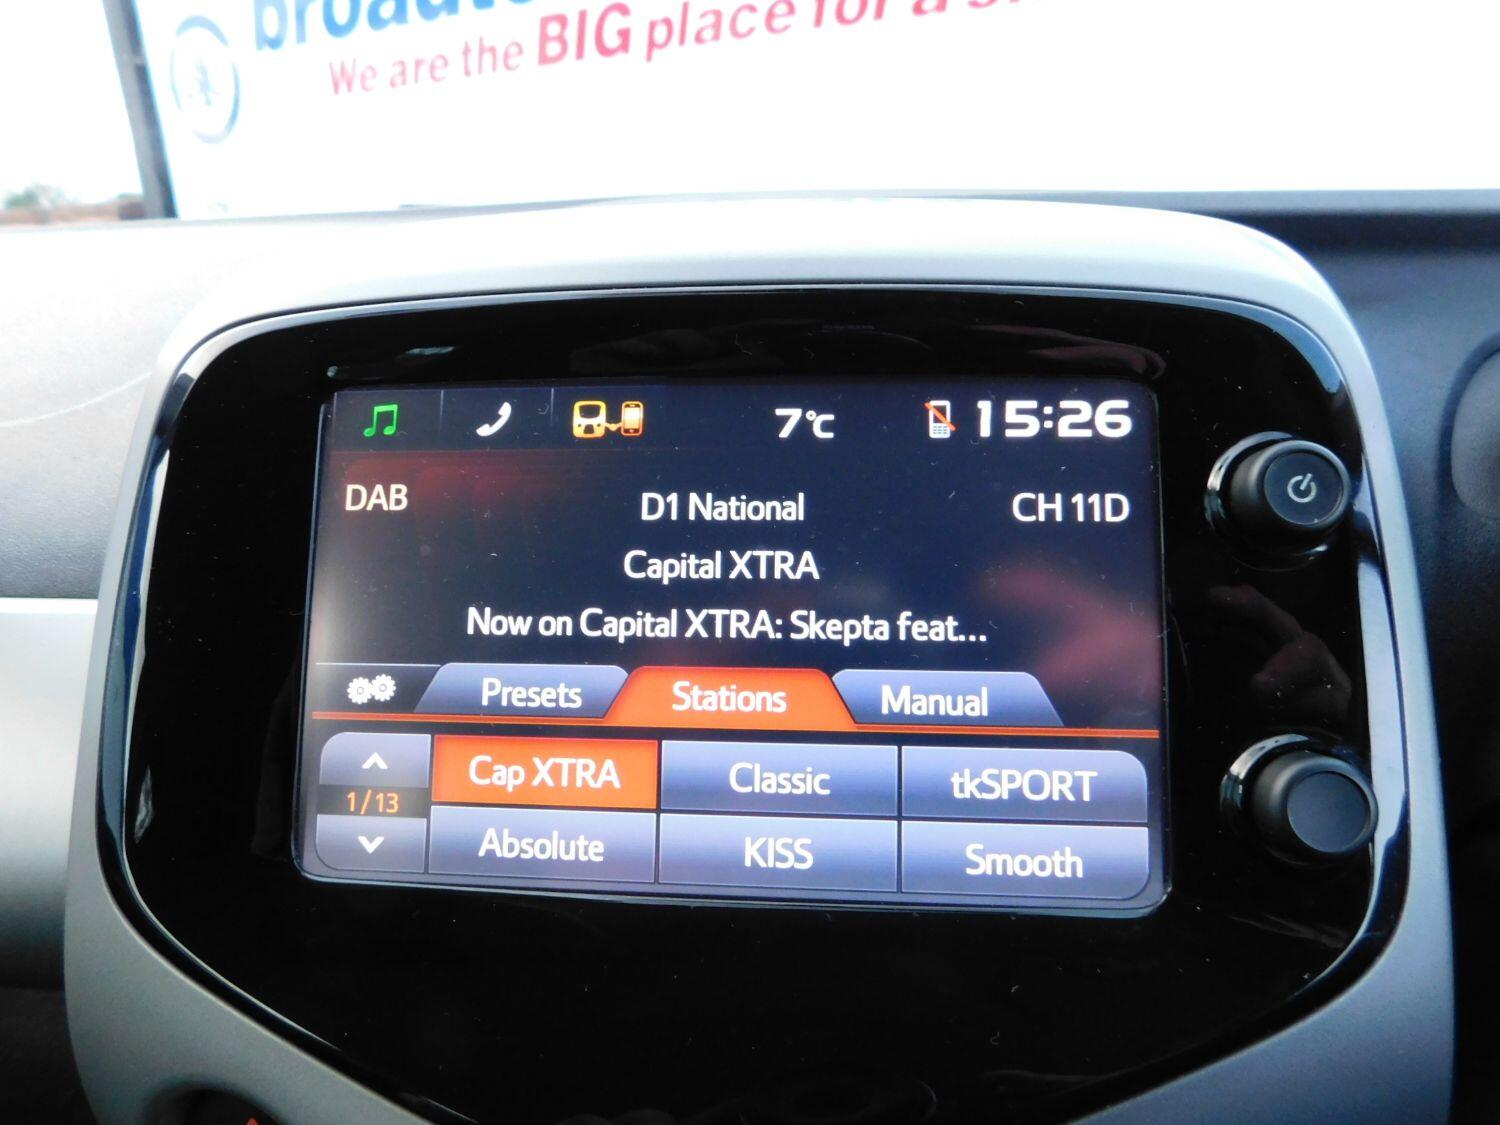 We are the BIG place for a
7°C
15:26
DAB
D1 National
CH 11D
Capital XTRA
Now on Capital XTRA: Skepta feat...
Presets
Stations
Manual
Cap XTRA
Classic
tkSPORT
1/13
Absolute
KISS
Smooth